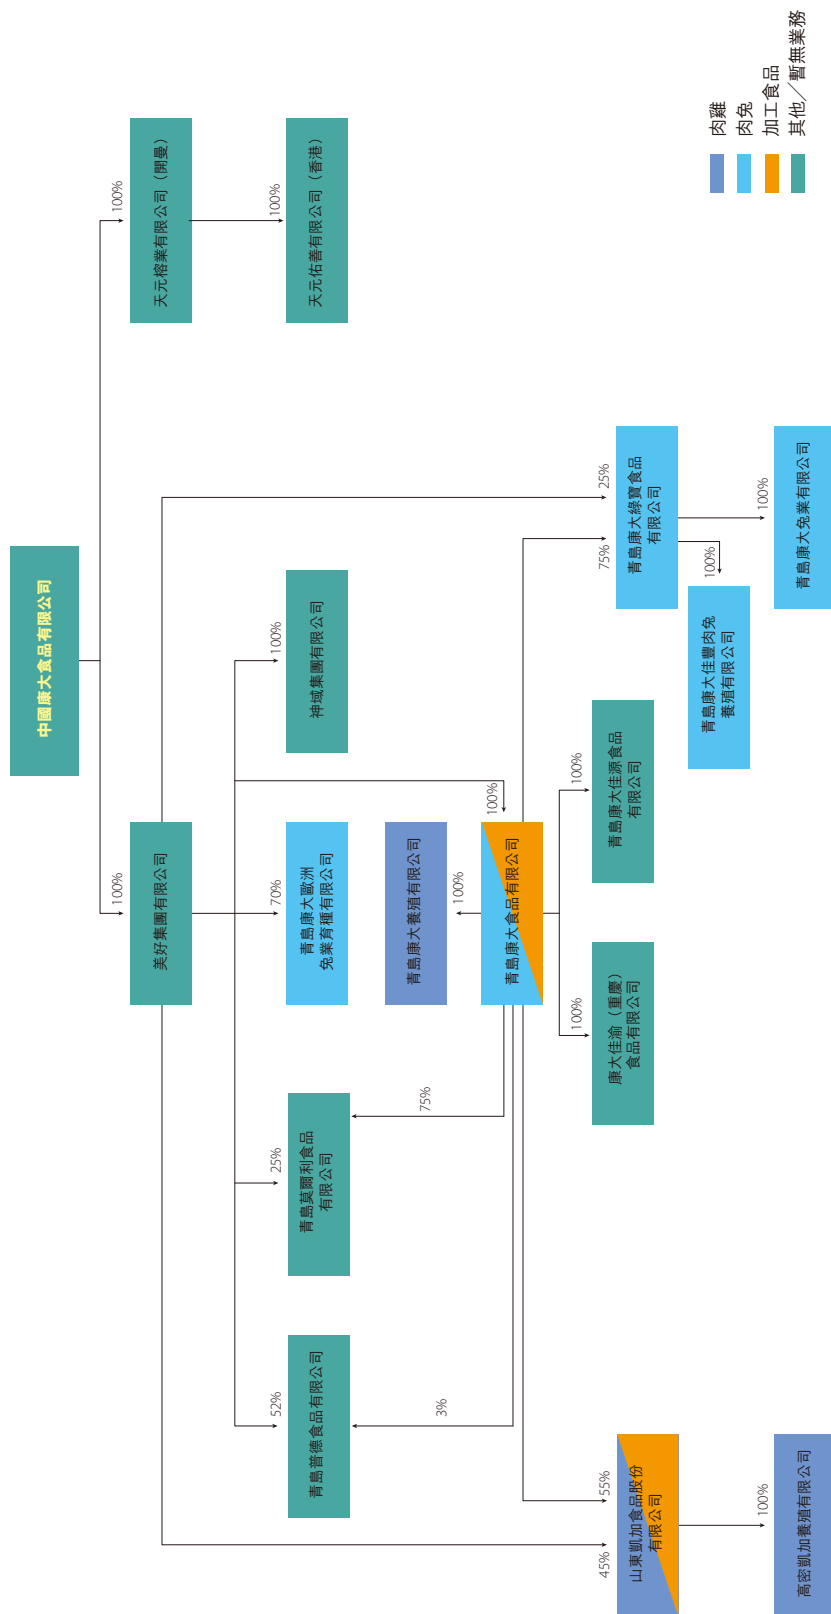 中國康大食品有限公司
100%
美好集團有限公司
100%
天元榕業有限公司（開曼）
100%
天元佑善有限公司（香港）
52%
青島普德食品有限公司
25%
青島莫爾利食品
有限公司
70%
青島康大歐洲
兔業育種有限公司
100%
神域集團有限公司
3%
75%
青島康大養殖有限公司
100%
100%
青島康大食品有限公司
45%
55%
山東凱加食品股份
有限公司
100%
高密凱加養殖有限公司
100%
康大佳渝（重慶）
食品有限公司
100%
青島康大佳源食品
有限公司
75%
25%
青島康大綠寶食品
有限公司
100%
青島康大佳豐肉兔
養殖有限公司
100%
青島康大兔業有限公司
肉雞
肉兔
加工食品
其他／暫無業務